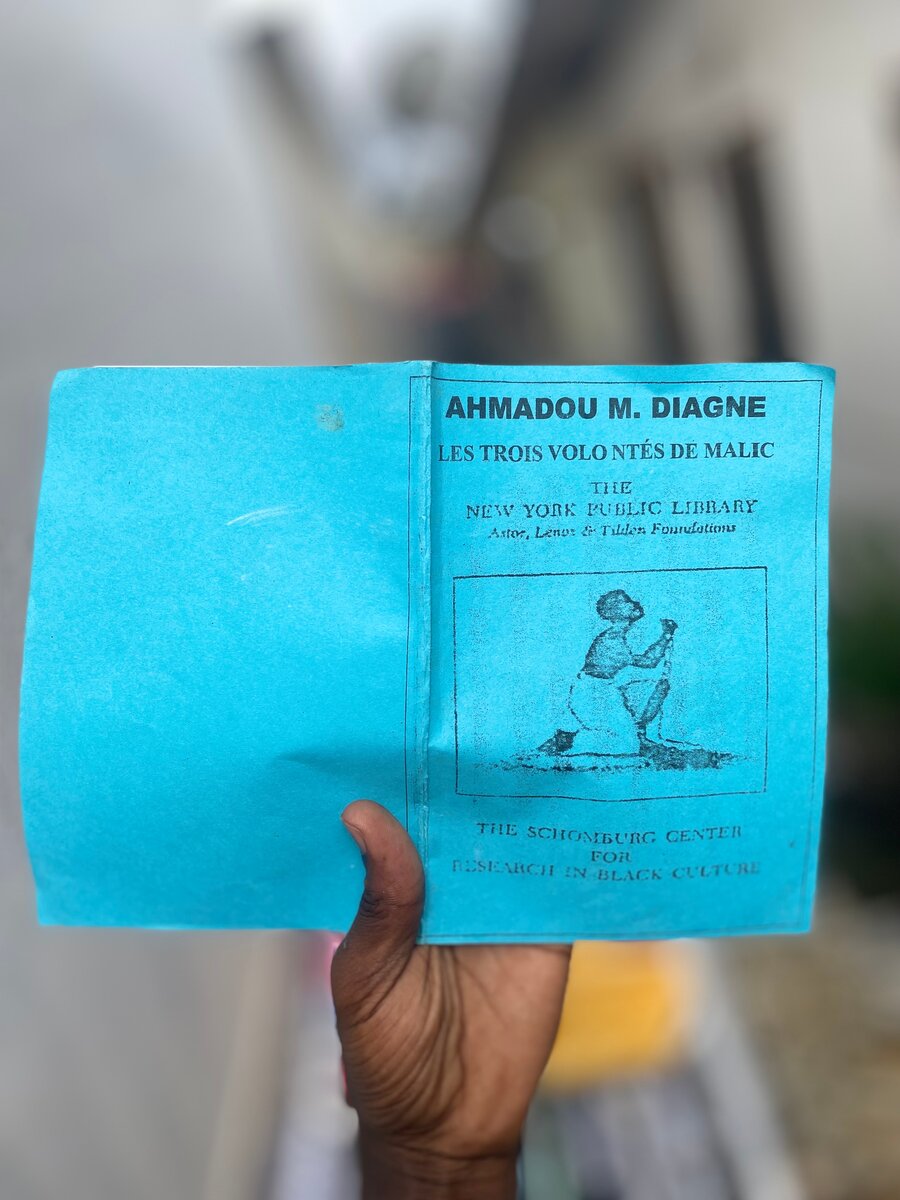 AHMADOU M. DIAGNE
LES TROIS VOLO NTÉS DE MALIC
THE
NEW YORK PUBLIC LIBRARY
Astor, Lenox & Tilden Foundations
THE SCHOMBURG CENTER
FOR
RESEARCH IN BLACK CULTURE